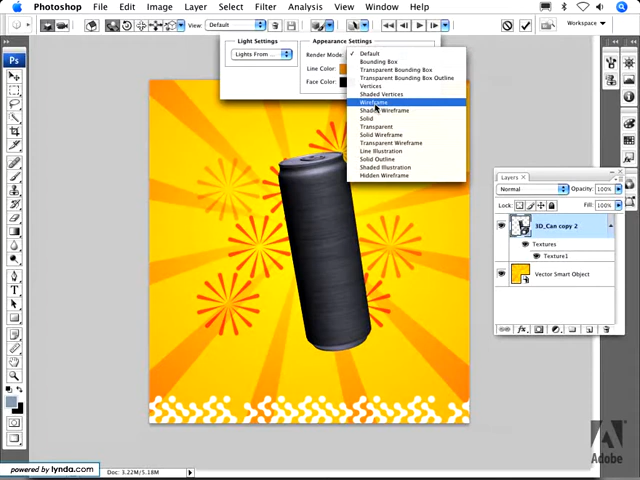 Photoshop File Edit Image Layer Select Filter Analysis View Window Help
View: Default
Workspace
Light Settings
Appearance Settings
Lights From ...
Render Mode:
Line Color:
Face Color:
Default
Bounding Box
Transparent Bounding Box
Transparent Bounding Box Outline
Vertices
Shaded Vertices
Wireframe
Shaded Wireframe
Solid
Transparent
Solid Wireframe
Transparent Wireframe
Line Illustration
Solid Outline
Shaded Illustration
Hidden Wireframe
Ps
Layers
Normal
Opacity: 100%
Lock:
Fill: 100%
3D_Can copy 2
Textures
Texture1
Vector Smart Object
fx
T
Adobe
powered by lynda.com
Doc: 3.22M/5.18M